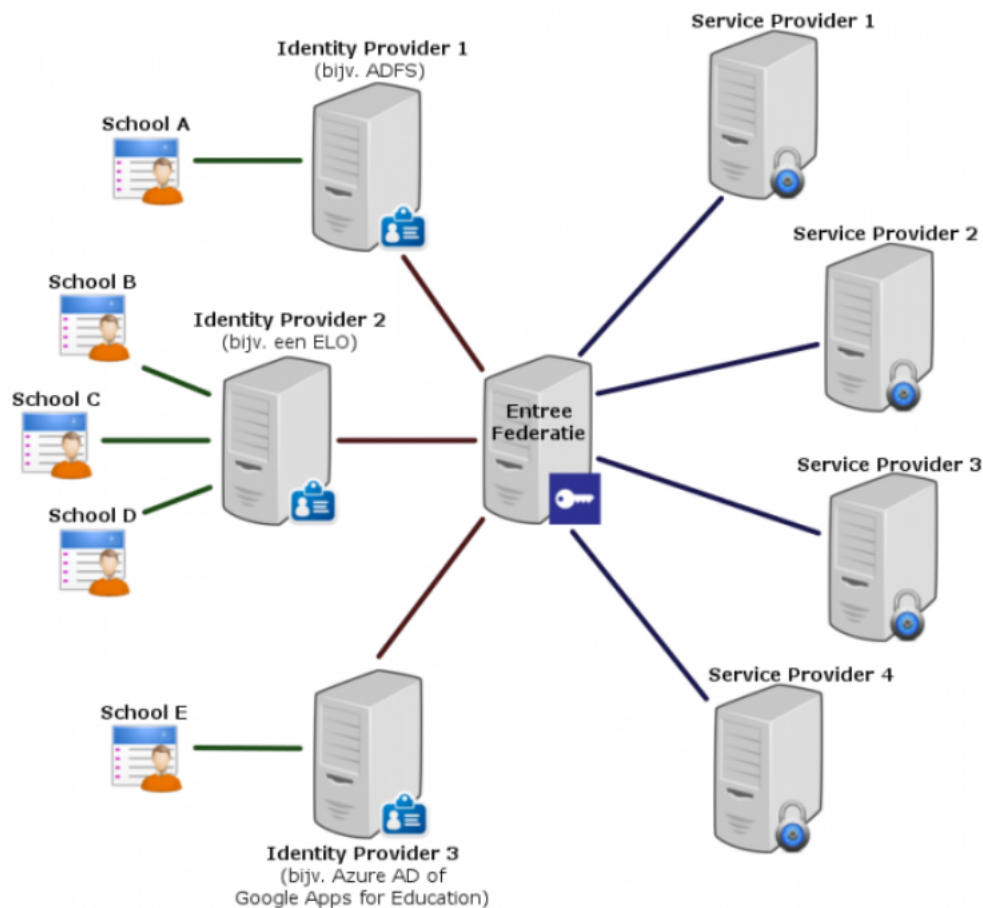 Service Provider 1
Identity Provider 1
(bijv. ADFS)
School A
Service Provider 2
School B
Identity Provider 2
(bijv. een ELO)
School C
Entree
Federatie
Service Provider 3
School D
Service Provider 4
School E
Identity Provider 3
(bijv. Azure AD of
Google Apps for Education)